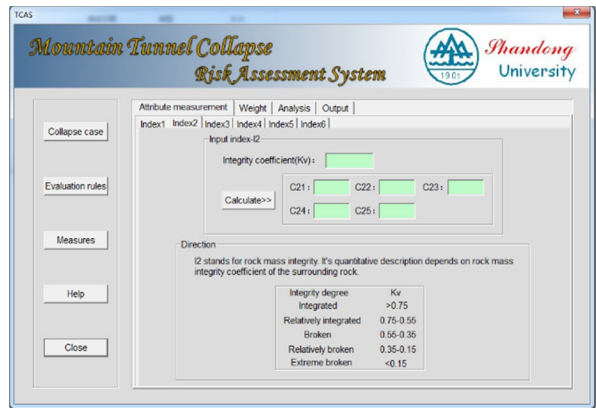 TCAS
Mountain Tunnel Collapse
Risk Assessment System
1901
Shandong
University
Collapse case
Evaluation rules
Measures
Help
Close
Attribute measurement Weight Analysis Output
Index1 Index2 Index3 Index4 Index5 Index6
Input index-I2
Integrity coefficient(Kv):
Calculate>>
C21: C22: C23:
C24: C25:
Direction
I2 stands for rock mass integrity. It's quantitative description depends on rock mass
integrity coefficient of the surrounding rock.
Integrity degree Kv
Integrated >0.75
Relatively integrated 0.75-0.55
Broken 0.55-0.35
Relatively broken 0.35-0.15
Extreme broken <0.15